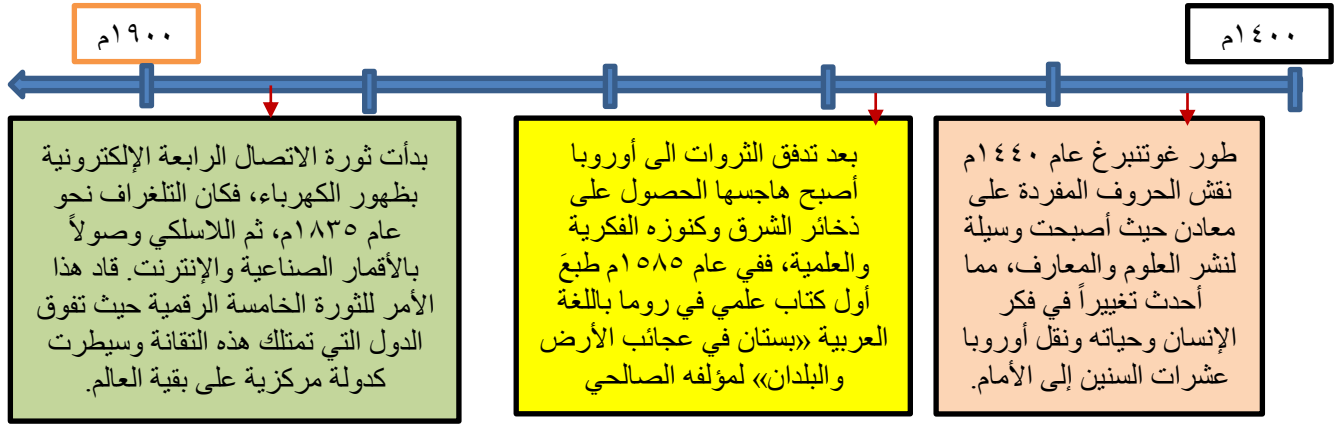 ١٤٠٠م
١٩٠٠م
طور غوتنبرغ عام ١٤٤٠م
نقش الحروف المفردة على
معادن حيث أصبحت وسيلة
لنشر العلوم والمعارف، مما
أحدث تغييراً في فكر
الإنسان وحياته ونقل أوروبا
عشرات السنين إلى الأمام.
بعد تدفق الثروات الى أوروبا
أصبح هاجسها الحصول على
ذخائر الشرق وكنوزه الفكرية
والعلمية، ففي عام ١٥٨٥م طبعَ
أول كتاب علمي في روما باللغة
العربية «بستان في عجائب الأرض
والبلدان» لمؤلفه الصالحي
بدأت ثورة الاتصال الرابعة الإلكترونية
بظهور الكهرباء، فكان التلغراف نحو
عام ١٨٣٥م، ثم اللاسلكي وصولاً
بالأقمار الصناعية والإنترنت. قاد هذا
الأمر للثورة الخامسة الرقمية حيث تفوق
الدول التي تمتلك هذه التقانة وسيطرت
كدولة مركزية على بقية العالم.